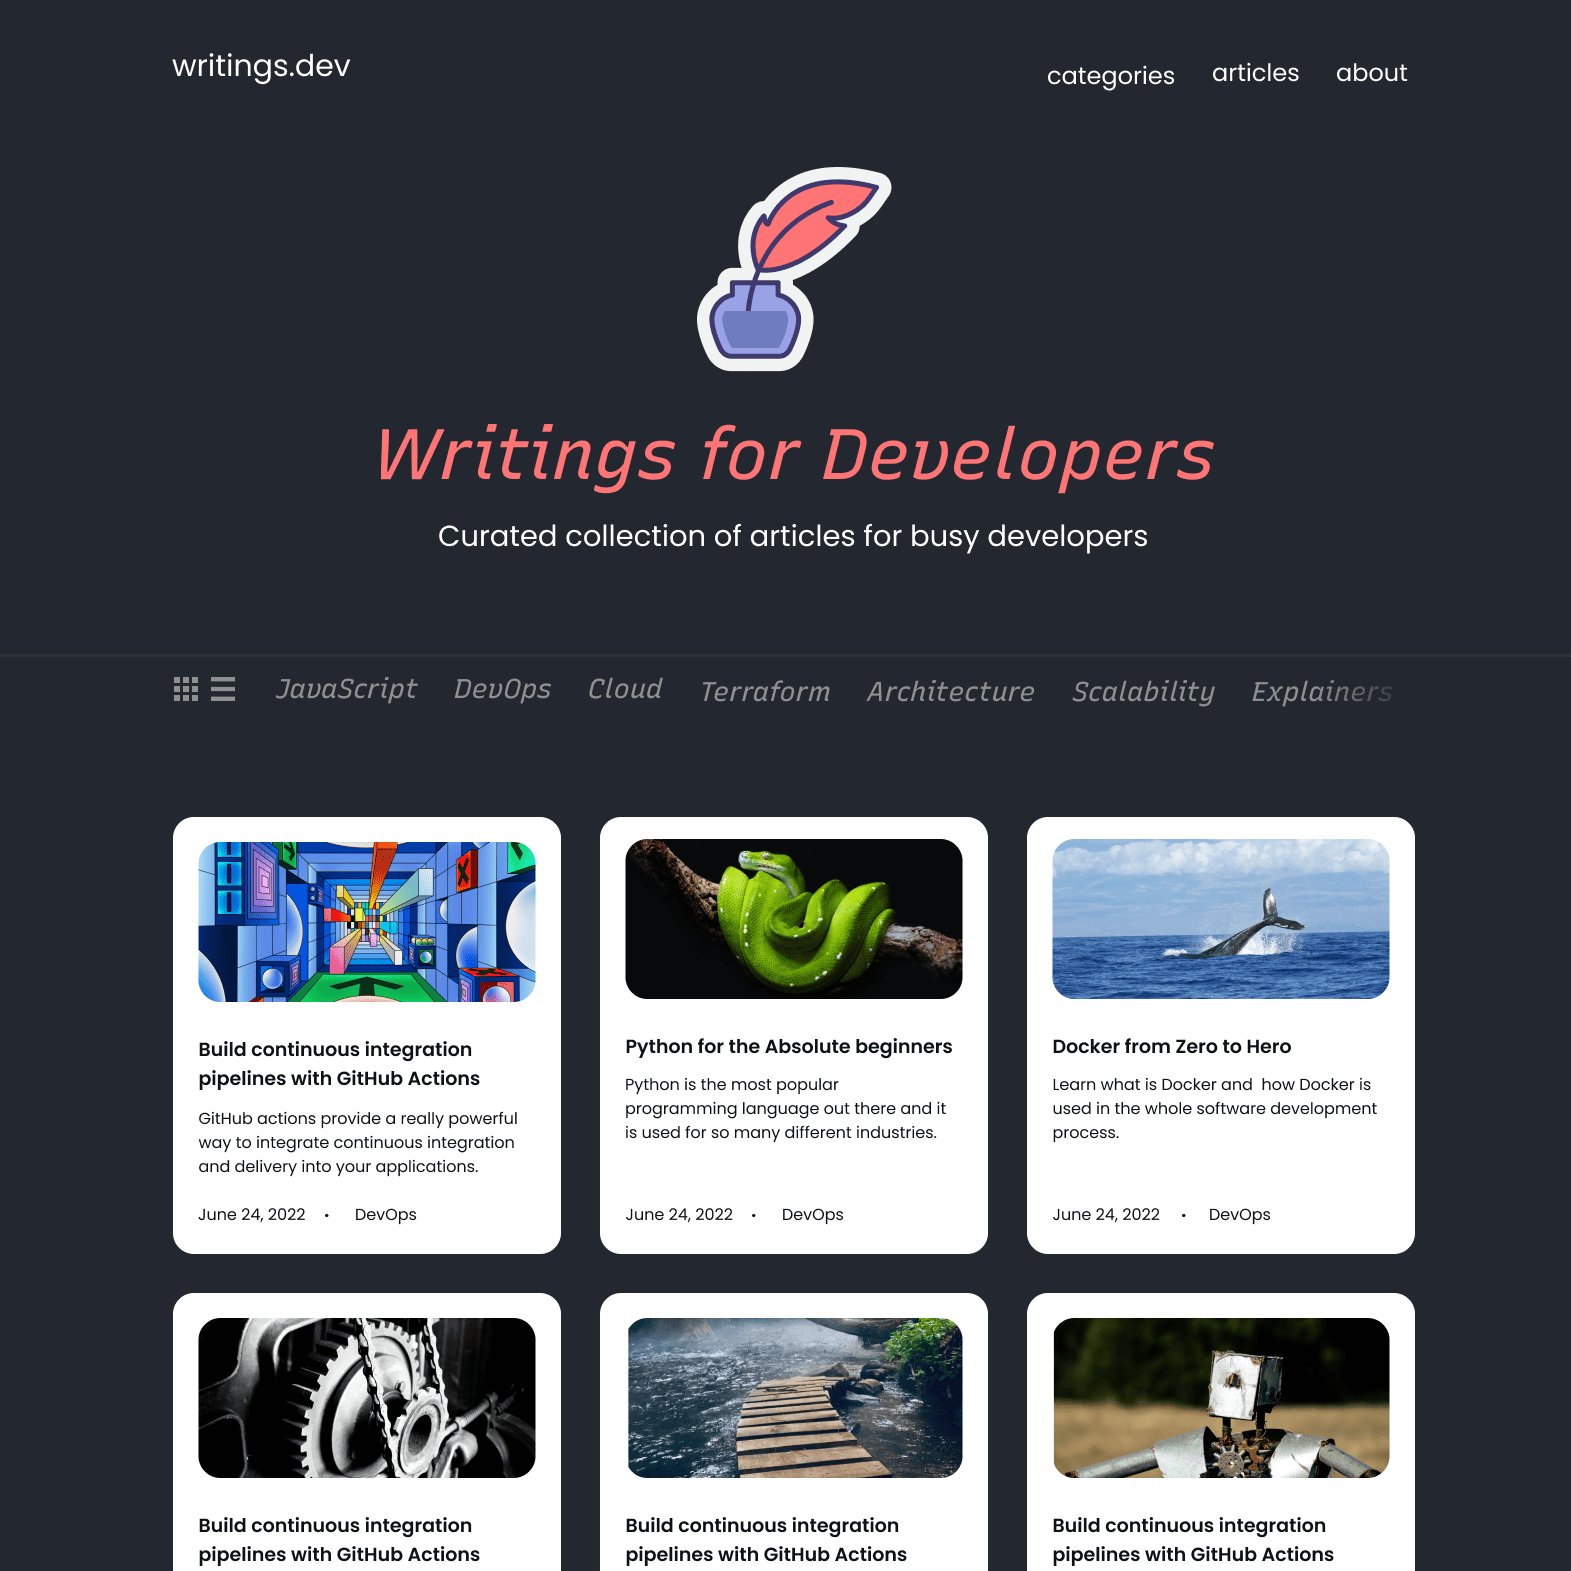 writings.dev
categories articles about
Writings for Developers
Curated collection of articles for busy developers
JavaScript DevOps Cloud Terraform Architecture Scalability Explainers
Build continuous integration
pipelines with GitHub Actions
GitHub actions provide a really powerful
way to integrate continuous integration
and delivery into your applications.
June 24, 2022 • DevOps
Python for the Absolute beginners
Python is the most popular
programming language out there and it
is used for so many different industries.
June 24, 2022 • DevOps
Docker from Zero to Hero
Learn what is Docker and  how Docker is
used in the whole software development
process.
June 24, 2022 • DevOps
Build continuous integration
pipelines with GitHub Actions
Build continuous integration
pipelines with GitHub Actions
Build continuous integration
pipelines with GitHub Actions